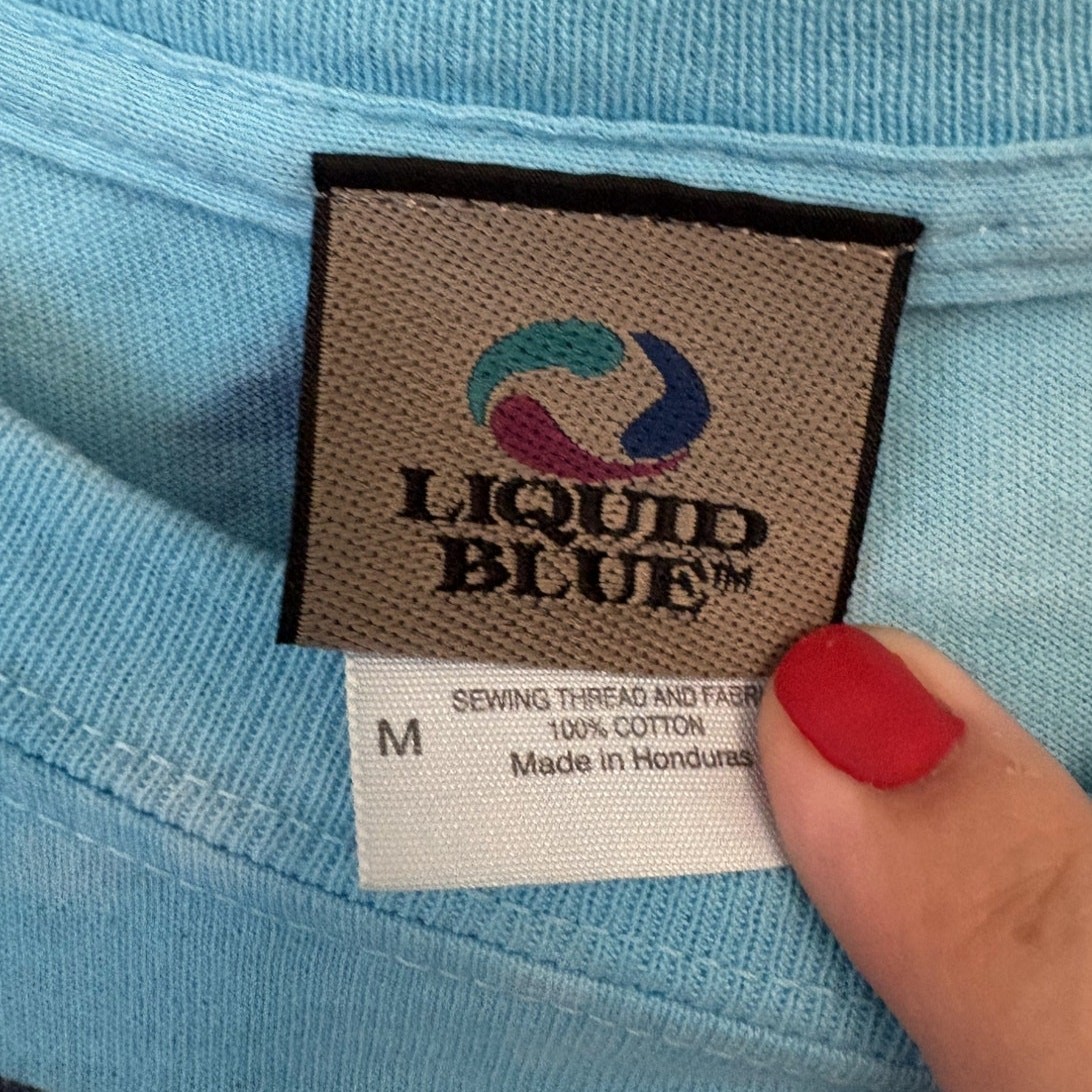 LIQUID
BLUE™
M
SEWING THREAD AND FABRI
100% COTTON
Made in Honduras